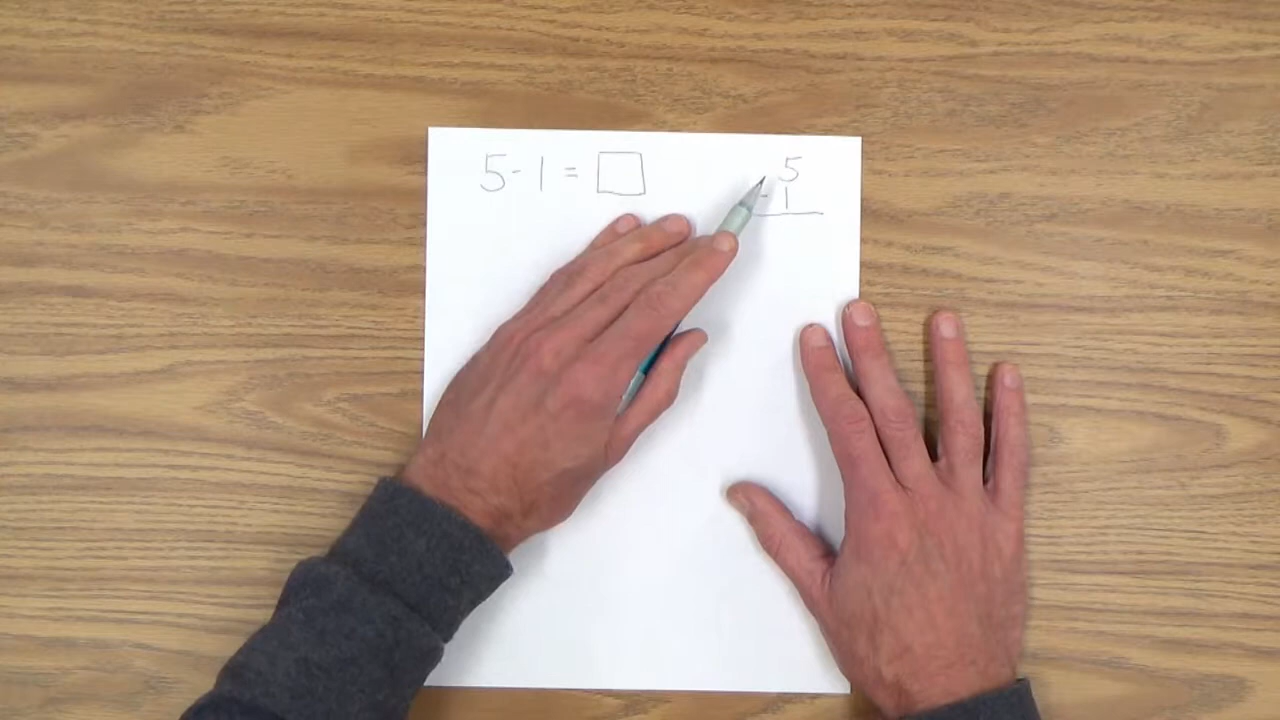 5 - 1 = □
5
- 1